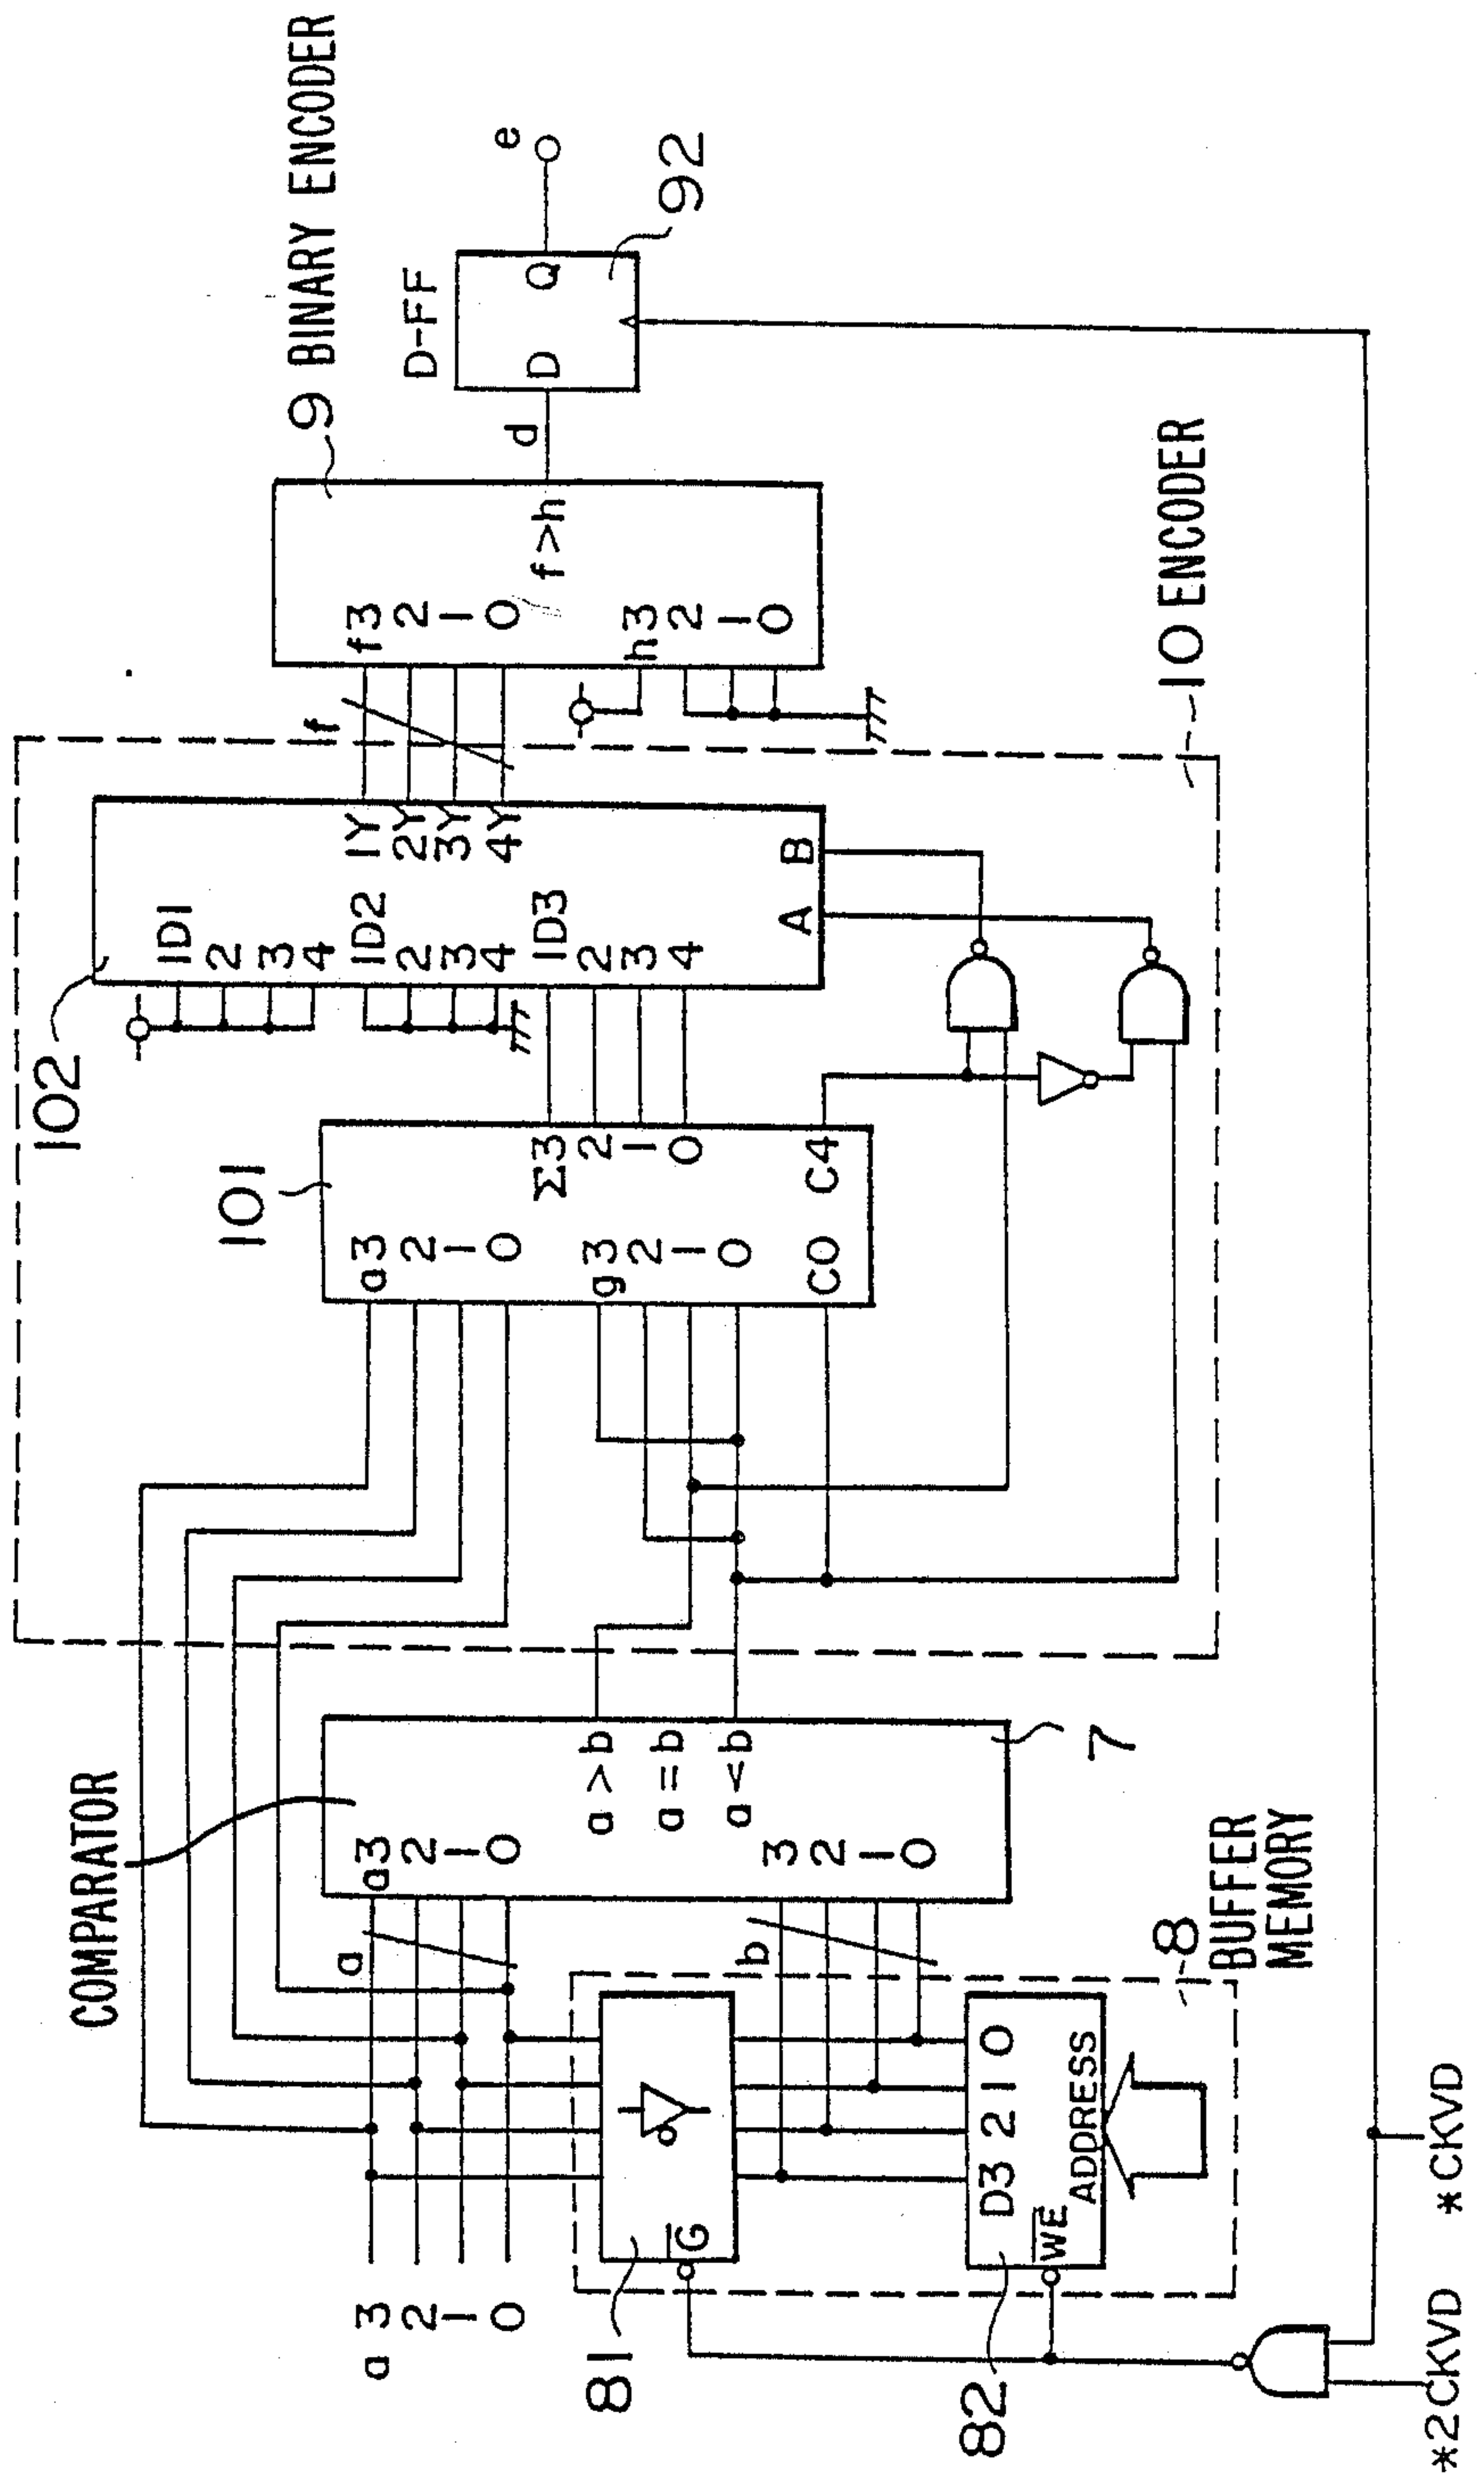 a 3
2
1
0
81
G
82
D3 2 1 0
WE
ADDRESS
8
BUFFER
MEMORY
*2CKVD
*CKVD
COMPARATOR
a
b
a3
2
1
0
a > b
a = b
a < b
3
2
1
0
7
101
a3
2
1
0
g3
2
1
0
C0
Σ3
2
1
0
C4
102
1D1
2
3
4
1D2
2
3
4
1D3
2
3
4
1Y
2Y
3Y
4Y
A B
10 ENCODER
f
f3
2
1
0
h3
2
1
0
f>h
9 BINARY ENCODER
d
D-FF
D Q
92
e